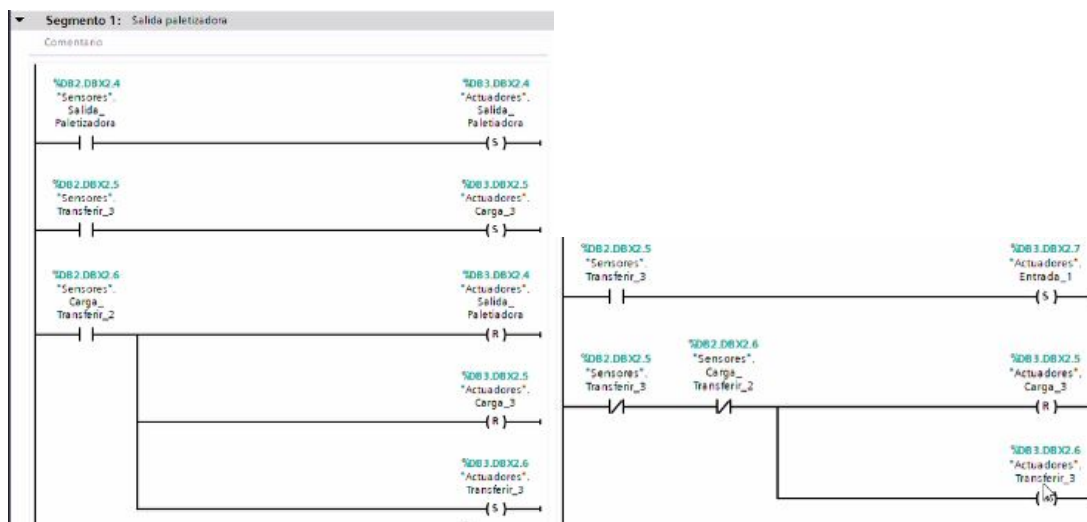 Segmento 1: Salida paletizadora
Comentario
%DB2.DBX2.4
"Sensores".
Salida_
Paletizadora
%DB3.DBX2.4
"Actuadores".
Salida_
Paletiadora
( S )
%DB2.DBX2.5
"Sensores".
Transferir_3
%DB3.DBX2.5
"Actuadores".
Carga_3
( S )
%DB2.DBX2.6
"Sensores".
Carga_
Transferir_2
%DB3.DBX2.4
"Actuadores".
Salida_
Paletiadora
( R )
%DB3.DBX2.5
"Actuadores".
Carga_3
( R )
%DB3.DBX2.6
"Actuadores".
Transferir_3
( S )
%DB2.DBX2.5
"Sensores".
Transferir_3
%DB3.DBX2.7
"Actuadores".
Entrada_1
( S )
%DB2.DBX2.5
"Sensores".
Transferir_3
%DB2.DBX2.6
"Sensores".
Carga_
Transferir_2
%DB3.DBX2.5
"Actuadores".
Carga_3
( R )
%DB3.DBX2.6
"Actuadores".
Transferir_3